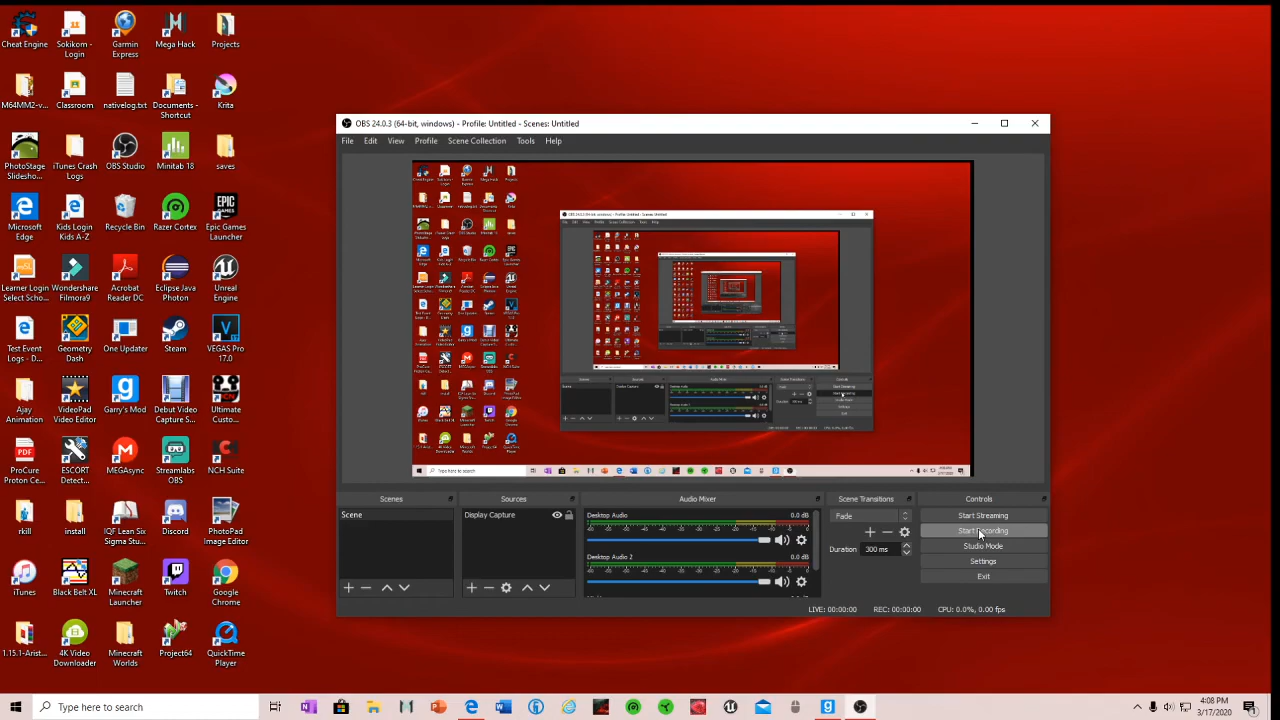 Cheat Engine
Sokikom - Login
Garmin Express
Mega Hack
Projects
M64MM2-v...
Classroom
nativelog.txt
Documents - Shortcut
Krita
PhotoStage Slidesho...
iTunes Crash Logs
OBS Studio
Minitab 18
saves
Microsoft Edge
Kids Login Kids A-Z
Recycle Bin
Razer Cortex
Epic Games Launcher
Learner Login Select Scho...
Wondershare Filmora9
Acrobat Reader DC
Eclipse Java Photon
Unreal Engine
Test Event Logs - D...
Geometry Dash
One Updater
Steam
VEGAS Pro 17.0
Ajay Animation
VideoPad Video Editor
Garry's Mod
Debut Video Capture S...
Ultimate Custo...
ProCure Proton Ce...
ESCORT Detect...
MEGAsync
Streamlabs OBS
NCH Suite
rkill
install
IQF Lean Six Sigma Stu...
Discord
PhotoPad Image Editor
iTunes
Black Belt XL
Minecraft Launcher
Twitch
Google Chrome
1.15.1-Arist...
4K Video Downloader
Minecraft Worlds
Project64
QuickTime Player
OBS 24.0.3 (64-bit, windows) - Profile: Untitled - Scenes: Untitled
File Edit View Profile Scene Collection Tools Help
Scenes
Scene
Sources
Display Capture
Audio Mixer
Desktop Audio 0.0 dB
Desktop Audio 2 0.0 dB
Scene Transitions
Fade
Duration 300 ms
Controls
Start Streaming
Start Recording
Studio Mode
Settings
Exit
LIVE: 00:00:00 REC: 00:00:00 CPU: 0.0%, 0.00 fps
Type here to search
4:08 PM
3/17/2020